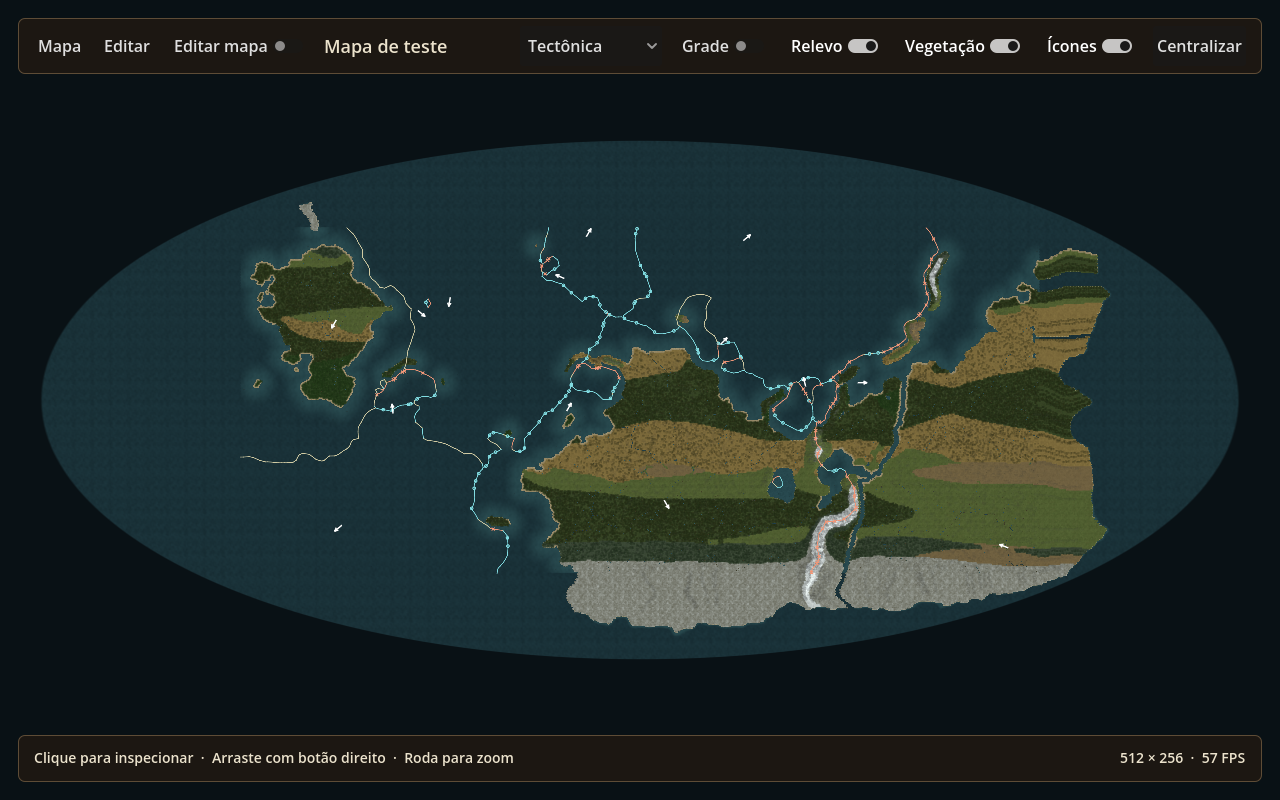 Mapa Editar Editar mapa Mapa de teste Tectônica Grade Relevo Vegetação Ícones Centralizar
Clique para inspecionar · Arraste com botão direito · Roda para zoom 512 × 256 · 57 FPS